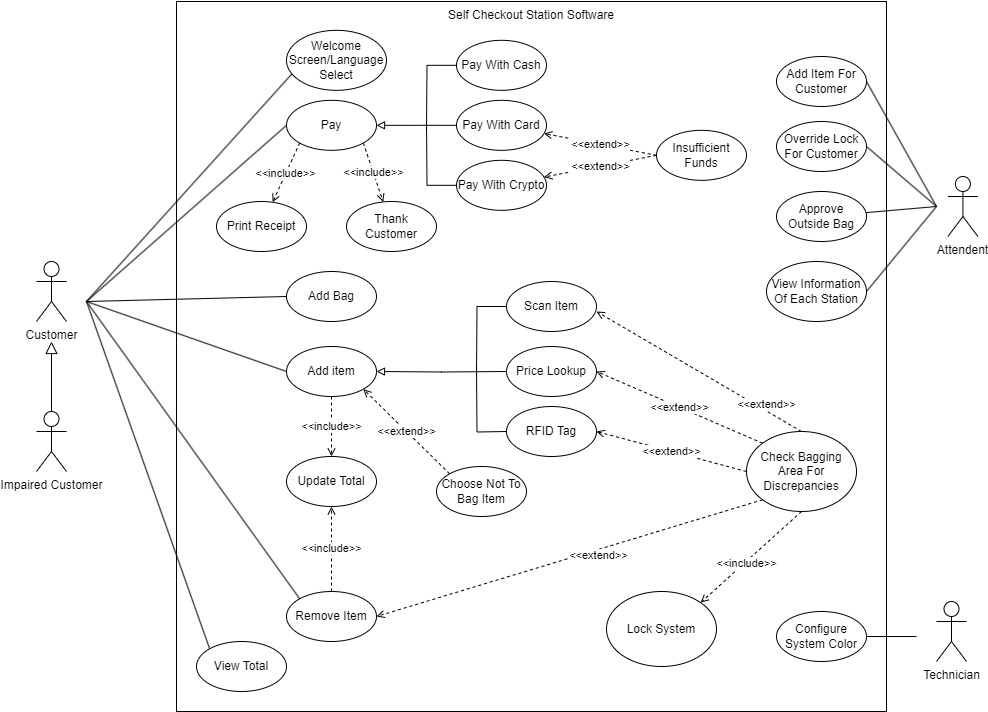 Self Checkout Station Software
Welcome
Screen/Language
Select
Pay With Cash
Add Item For
Customer
Pay
Pay With Card
<<extend>>
Insufficient
Funds
Override Lock
For Customer
<<extend>>
<<include>>
<<include>>
Pay With Crypto
Print Receipt
Thank
Customer
Approve
Outside Bag
Attendent
View Information
Of Each Station
Add Bag
Scan Item
Customer
Add item
Price Lookup
<<extend>>
<<extend>>
<<include>>
<<extend>>
RFID Tag
<<extend>>
Check Bagging
Area For
Discrepancies
Impaired Customer
Update Total
Choose Not To
Bag Item
<<include>>
<<extend>>
<<include>>
Remove Item
Lock System
Configure
System Color
View Total
Technician